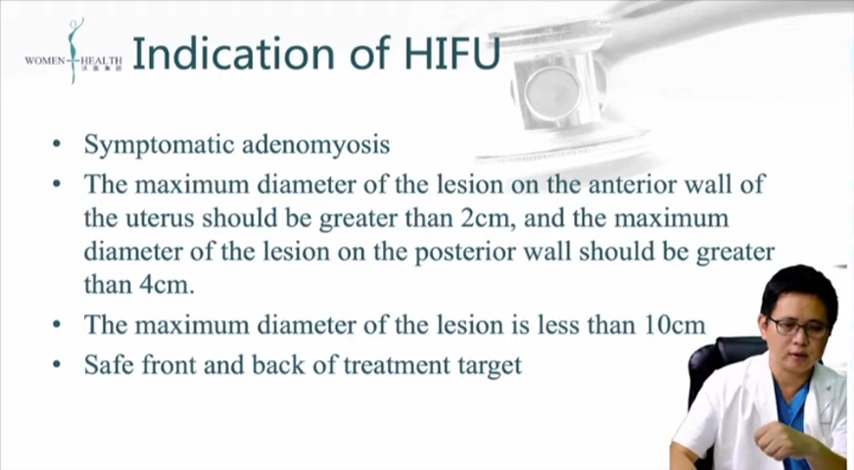 WOMEN HEALTH
Indication of HIFU
• Symptomatic adenomyosis
• The maximum diameter of the lesion on the anterior wall of
the uterus should be greater than 2cm, and the maximum
diameter of the lesion on the posterior wall should be greater
than 4cm.
• The maximum diameter of the lesion is less than 10cm
• Safe front and back of treatment target